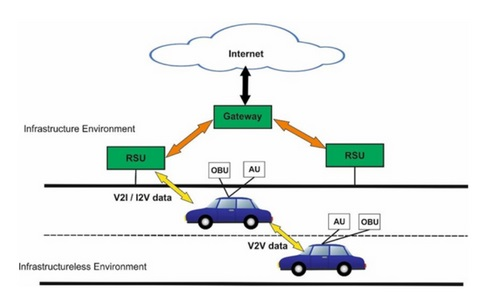 Internet
Gateway
Infrastructure Environment
RSU
RSU
OBU
AU
V2I / I2V data
AU
OBU
V2V data
Infrastructureless Environment